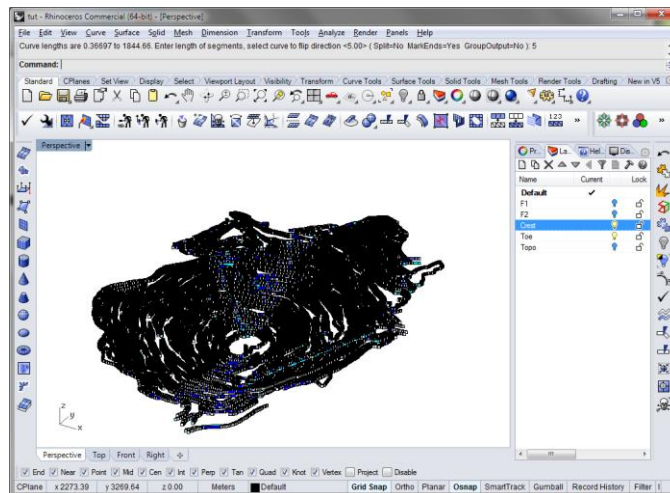 tut - Rhinoceros Commercial (64-bit) - [Perspective]
File Edit View Curve Surface Solid Mesh Dimension Transform Tools Analyze Render Panels Help
Curve lengths are 0.36697 to 1844.66. Enter length of segments, select curve to flip direction <5.00> ( Split=No MarkEnds=Yes GroupOutput=No ): 5
Command:
Standard CPlanes Set View Display Select Viewport Layout Visibility Transform Curve Tools Surface Tools Solid Tools Mesh Tools Render Tools Drafting New in V5
123
Perspective
Pr... La... Hel... Dis...
Name Current Lock
Default
F1
F2
Crest
Toe
Topo
z
y
x
Perspective Top Front Right
End Near Point Mid Cen Int Perp Tan Quad Knot Vertex Project Disable
CPlane x 2273.39 y 3269.64 z 0.00 Meters Default Grid Snap Ortho Planar Osnap SmartTrack Gumball Record History Filter